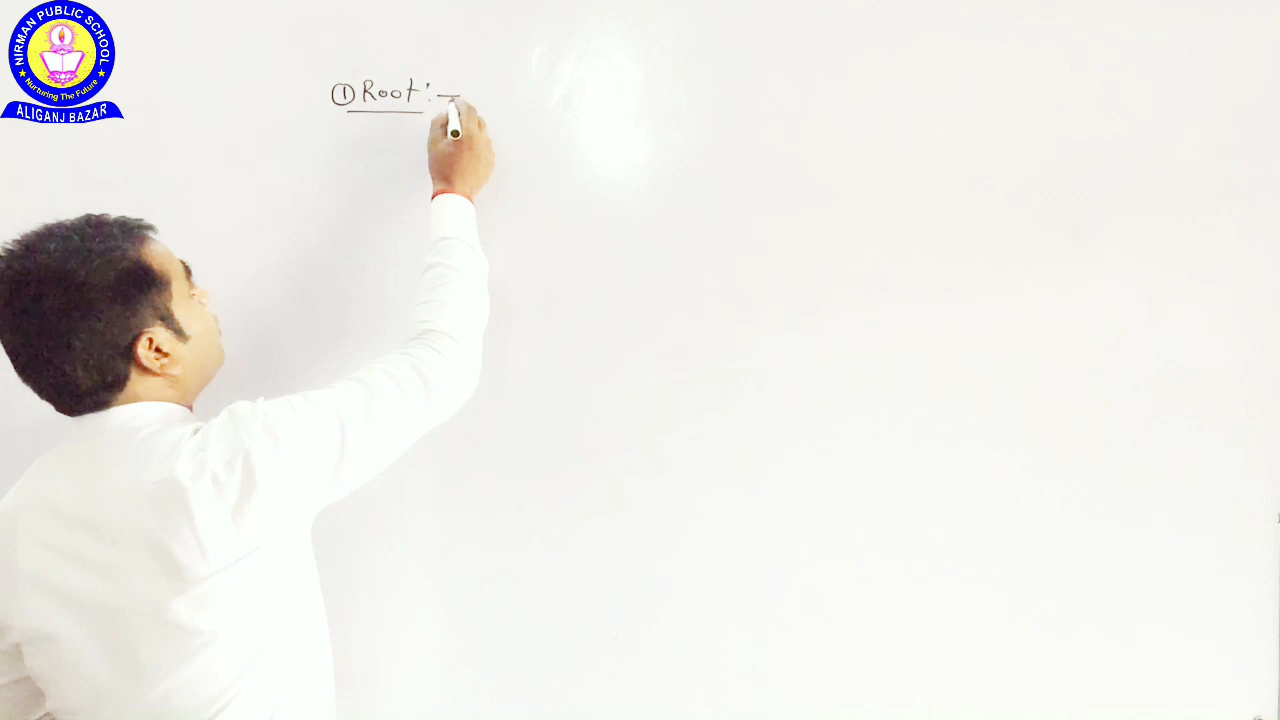 NIRMAN PUBLIC SCHOOL
Nurturing The Future
ALIGANJ BAZAR
① Root :-